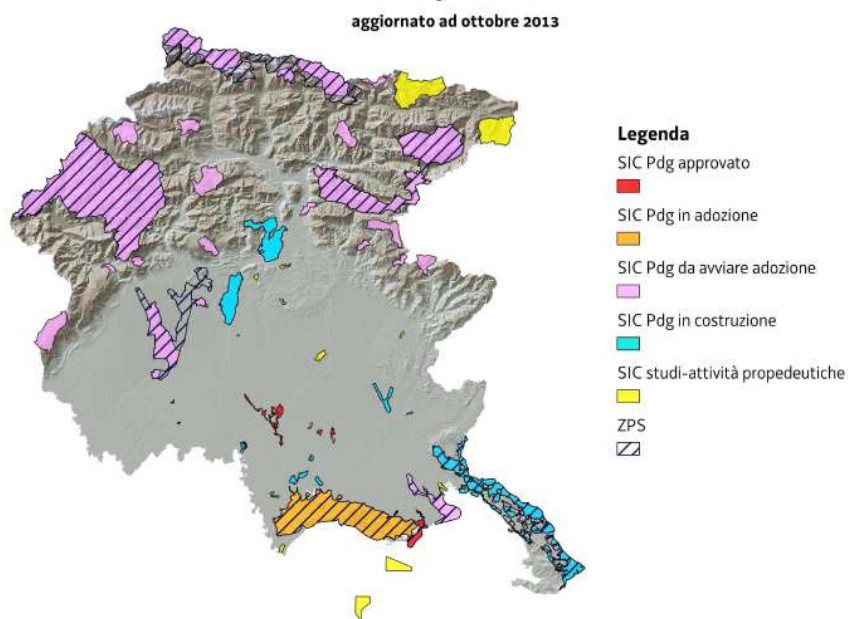 aggiornato ad ottobre 2013
Legenda
SIC Pdg approvato
SIC Pdg in adozione
SIC Pdg da avviare adozione
SIC Pdg in costruzione
SIC studi-attività propedeutiche
ZPS